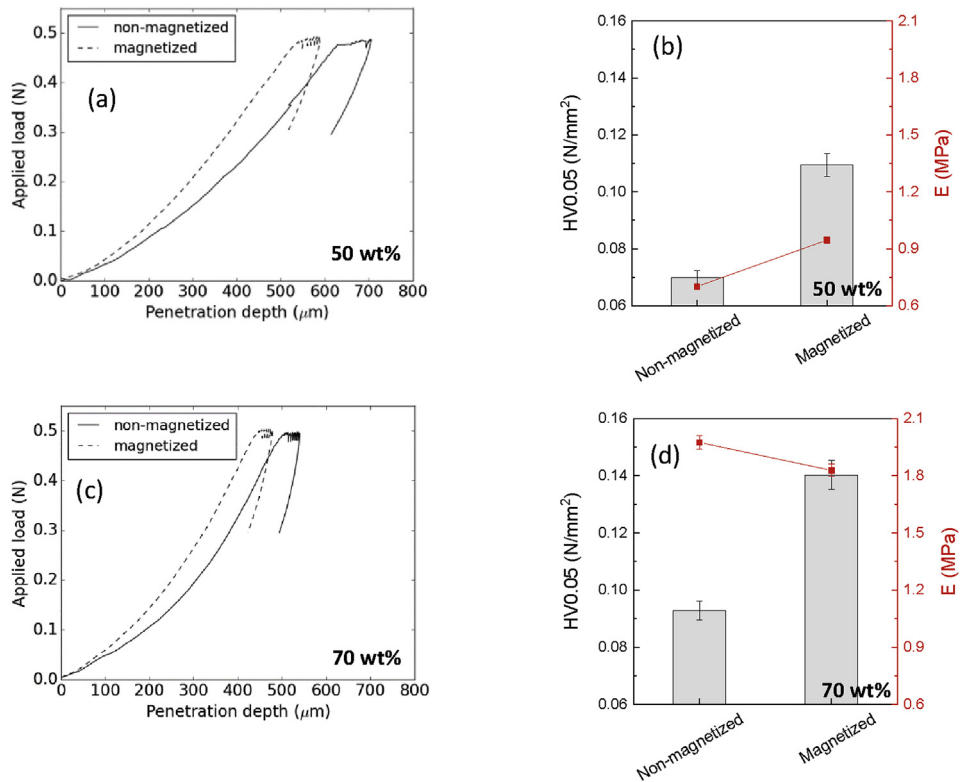 non-magnetized
magnetized
(a)
50 wt%
0.6
0.5
0.4
0.3
0.2
0.1
0.0
Applied load (N)
0 100 200 300 400 500 600 700 800
Penetration depth (μm)
(b)
50 wt%
0.16
0.14
0.12
0.10
0.08
0.06
HV0.05 (N/mm²)
2.1
1.8
1.5
1.2
0.9
0.6
E (MPa)
Non-magnetized
Magnetized
non-magnetized
magnetized
(c)
70 wt%
0.6
0.5
0.4
0.3
0.2
0.1
0.0
Applied load (N)
0 100 200 300 400 500 600 700 800
Penetration depth (μm)
(d)
70 wt%
0.16
0.14
0.12
0.10
0.08
0.06
HV0.05 (N/mm²)
2.1
1.8
1.5
1.2
0.9
0.6
E (MPa)
Non-magnetized
Magnetized